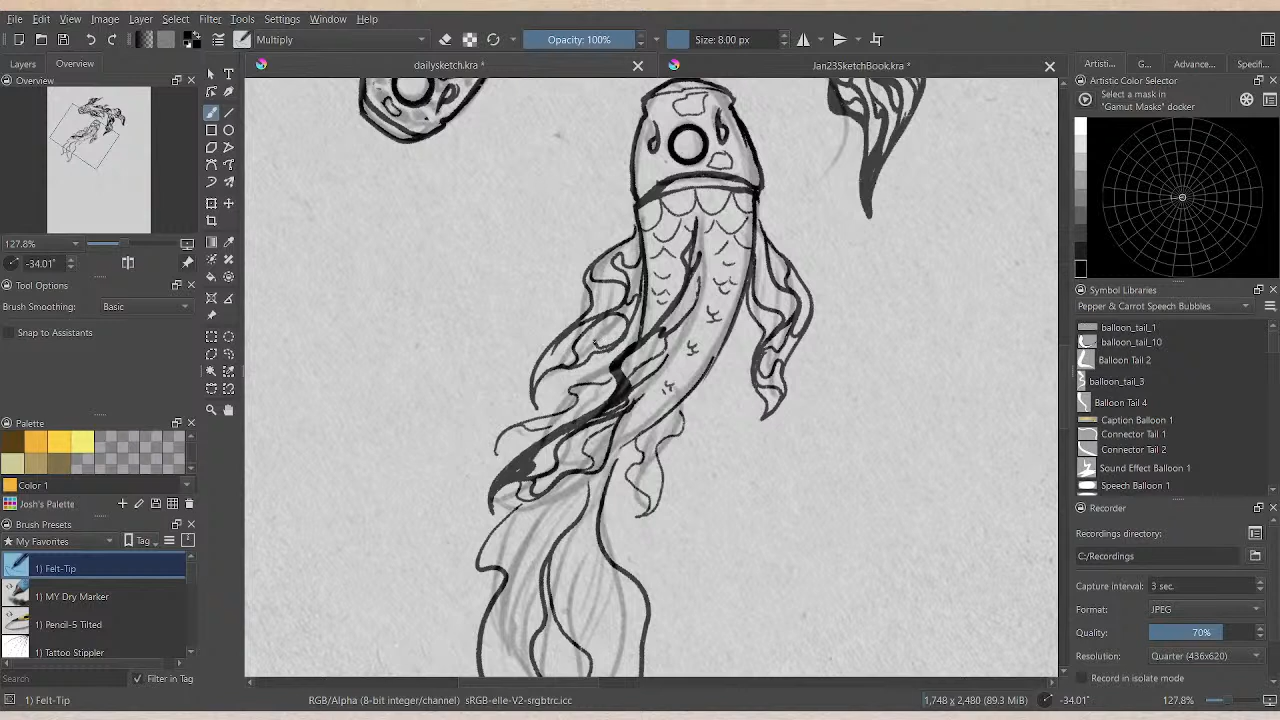 File Edit View Image Layer Select Filter Tools Settings Window Help
Multiply Opacity: 100% Size: 8.00 px
Layers Overview dailysketch.kra * Jan23SketchBook.kra * Artisti... G... Advance... Specifi...
Overview
Artistic Color Selector
Select a mask in
"Gamut Masks" docker
127.8%
-34.01°
Tool Options
Brush Smoothing: Basic
Snap to Assistants
Symbol Libraries
Pepper & Carrot Speech Bubbles
balloon_tail_1
balloon_tail_10
Balloon Tail 2
balloon_tail_3
Balloon Tail 4
Caption Balloon 1
Connector Tail 1
Connector Tail 2
Sound Effect Balloon 1
Speech Balloon 1
Palette
Color 1
Josh's Palette
Brush Presets
My Favorites Tag
1) Felt-Tip
1) MY Dry Marker
1) Pencil-5 Tilted
1) Tattoo Stippler
Search Filter in Tag
Recorder
Recordings directory:
C:/Recordings
Capture interval: 3 sec.
Format: JPEG
Quality: 70%
Resolution: Quarter (436x620)
Record in isolate mode
1) Felt-Tip RGB/Alpha (8-bit integer/channel) sRGB-elle-V2-srgbtrc.icc 1,748 x 2,480 (89.3 MiB) -34.01° 127.8%